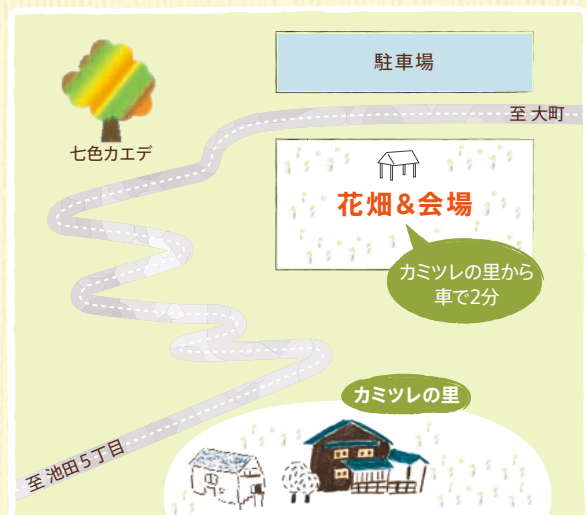 駐車場
至 大町
七色カエデ
花畑&会場
カミツレの里から
車で2分
カミツレの里
至 池田5丁目